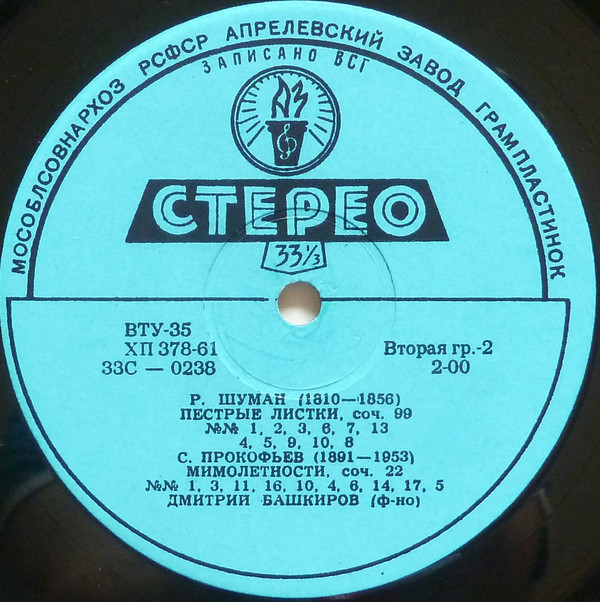 МОСОБЛСОВНАРХОЗ РСФСР АПРЕЛЕВСКИЙ ЗАВОД ГРАМПЛАСТИНОК
ЗАПИСАНО ВСГ
АЗ
СТЕРЕО
33⅓
ВТУ-35
ХП 378-61
33С — 0238
Вторая гр.-2
2-00
Р. ШУМАН (1810—1856)
ПЕСТРЫЕ ЛИСТКИ, соч. 99
№№ 1, 2, 3, 6, 7, 13
4, 5, 9, 10, 8
С. ПРОКОФЬЕВ (1891—1953)
МИМОЛЕТНОСТИ, соч. 22
№№ 1, 3, 11, 16, 10, 4, 6, 14, 17, 5
ДМИТРИЙ БАШКИРОВ (ф-но)